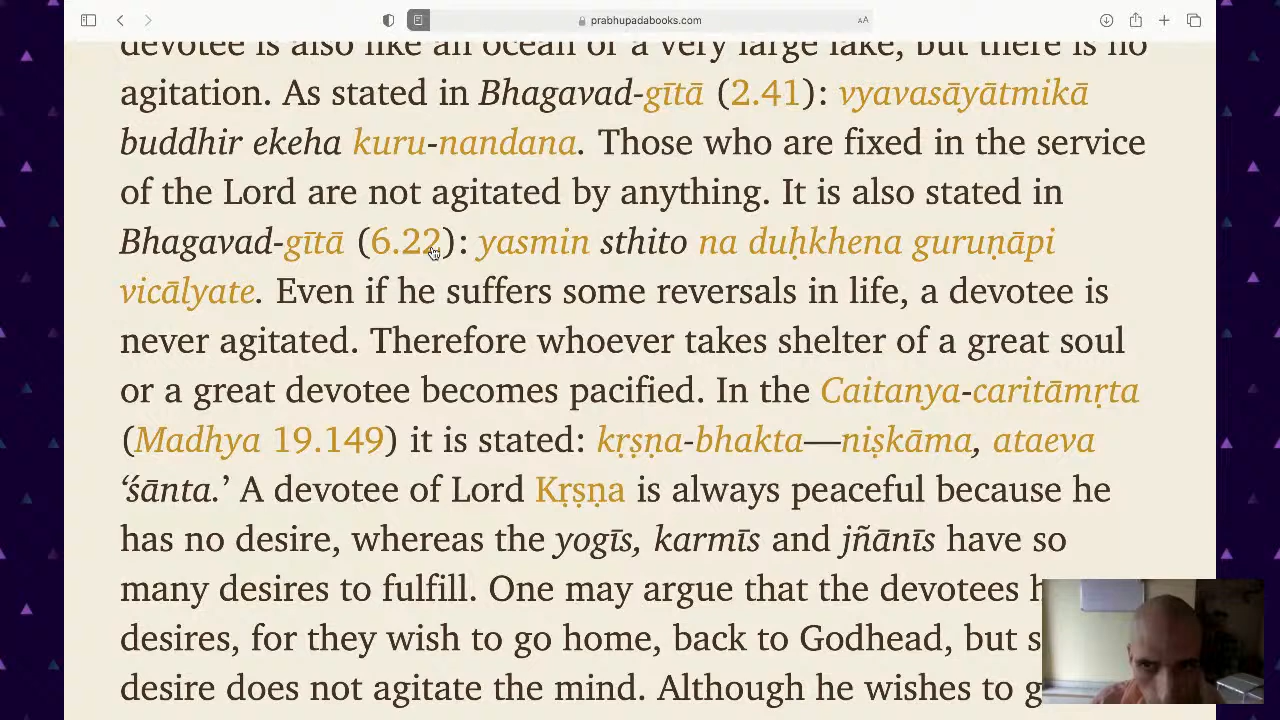 prabhupadabooks.com
devotee is also like an ocean or a very large lake, but there is no
agitation. As stated in Bhagavad-gītā (2.41): vyavasāyātmikā
buddhir ekeha kuru-nandana. Those who are fixed in the service
of the Lord are not agitated by anything. It is also stated in
Bhagavad-gītā (6.22): yasmin sthito na duḥkhena guruṇāpi
vicālyate. Even if he suffers some reversals in life, a devotee is
never agitated. Therefore whoever takes shelter of a great soul
or a great devotee becomes pacified. In the Caitanya-caritāmṛta
(Madhya 19.149) it is stated: kṛṣṇa-bhakta—niṣkāma, ataeva
‘śānta.’ A devotee of Lord Kṛṣṇa is always peaceful because he
has no desire, whereas the yogīs, karmīs and jñānīs have so
many desires to fulfill. One may argue that the devotees
desires, for they wish to go home, back to Godhead, but
desire does not agitate the mind. Although he wishes to